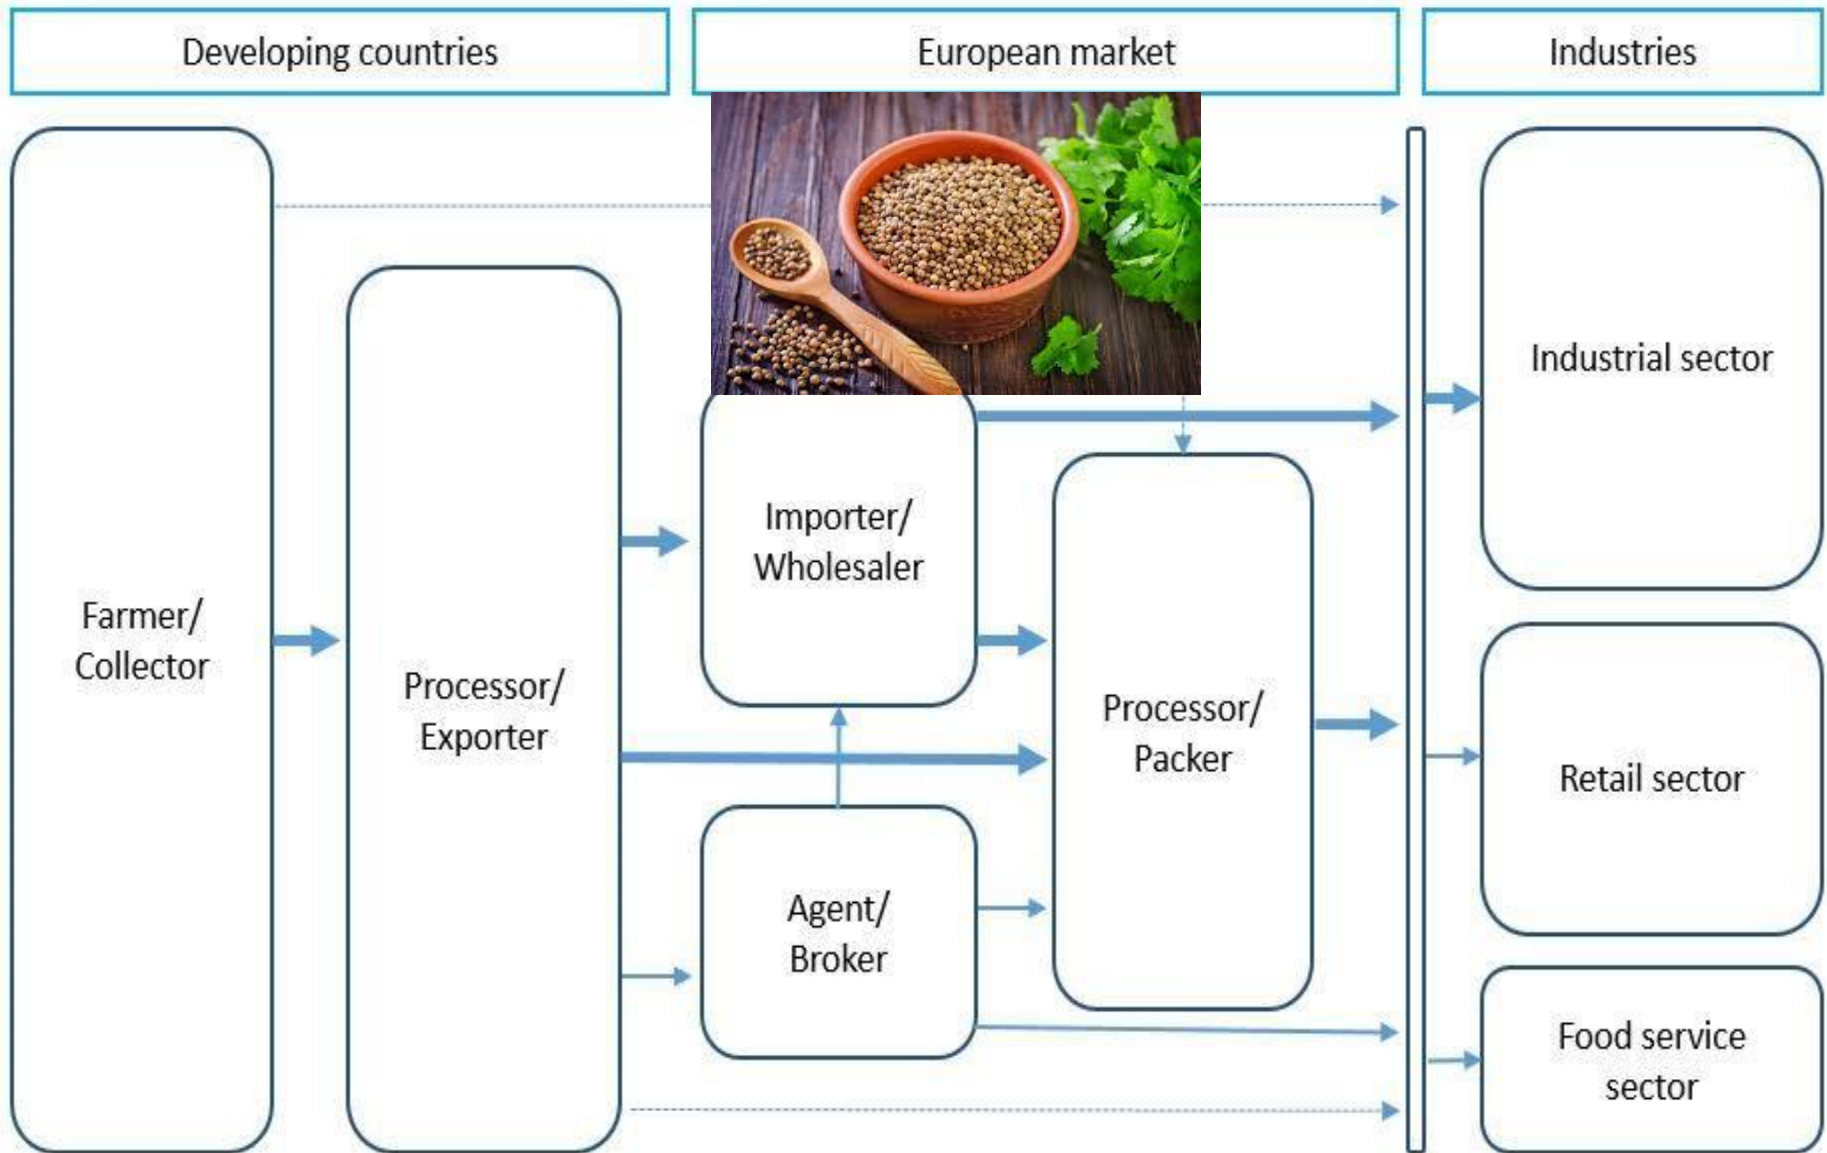 Developing countries
European market
Industries
Farmer/
Collector
Processor/
Exporter
Importer/
Wholesaler
Agent/
Broker
Processor/
Packer
Industrial sector
Retail sector
Food service
sector